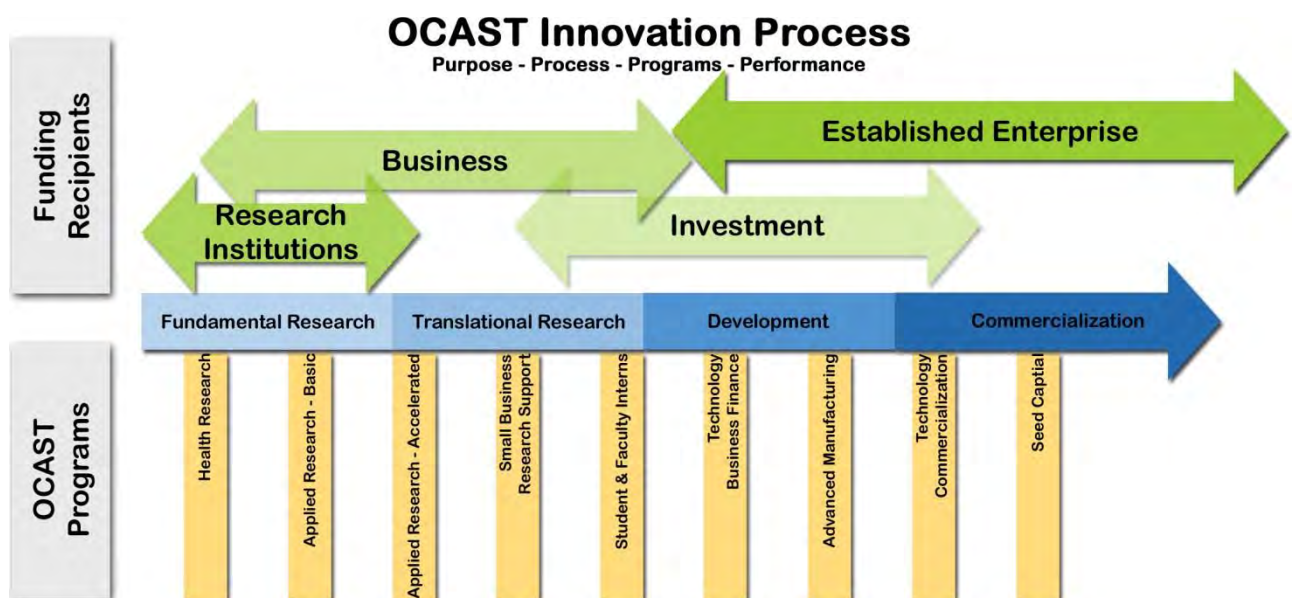 OCAST Innovation Process
Purpose - Process - Programs - Performance
Funding
Recipients
Established Enterprise
Business
Research
Institutions
Investment
Fundamental Research
Translational Research
Development
Commercialization
OCAST
Programs
Health Research
Applied Research - Basic
Applied Research - Accelerated
Small Business
Research Support
Student & Faculty Interns
Technology
Business Finance
Advanced Manufacturing
Technology
Commercialization
Seed Captial